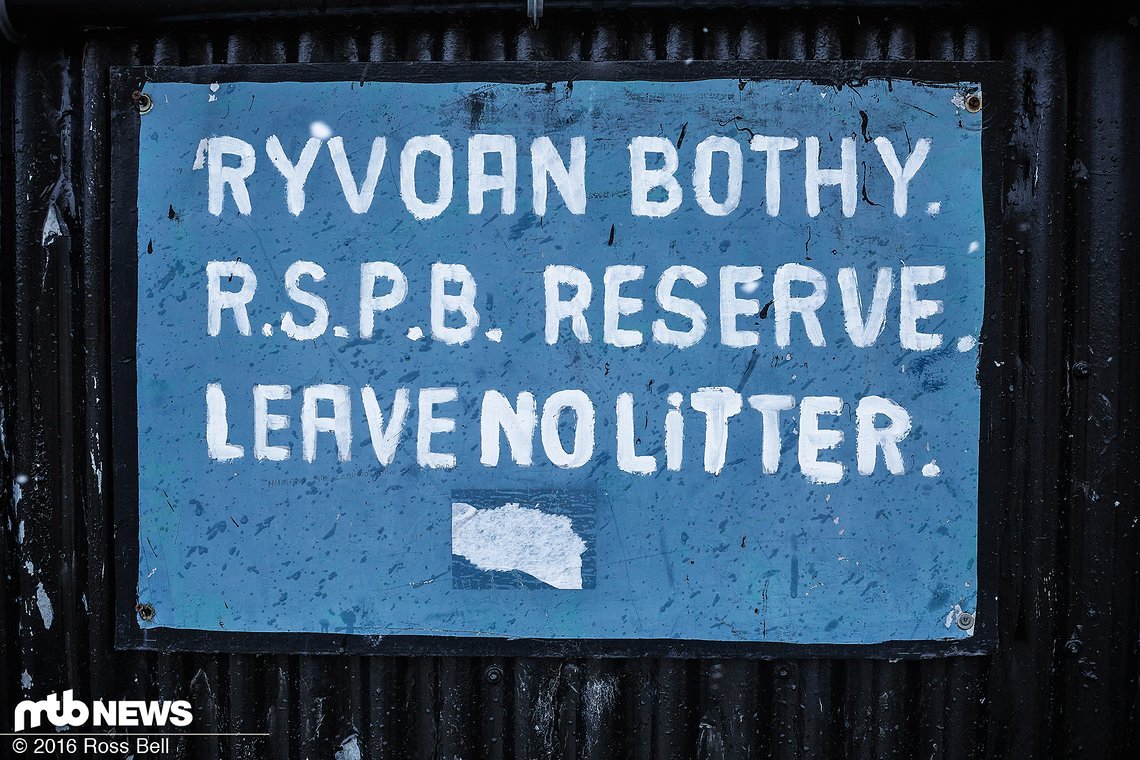 RYVOAN BOTHY.
R.S.P.B. RESERVE.
LEAVE NO LiTTER.
mtb NEWS
© 2016 Ross Bell